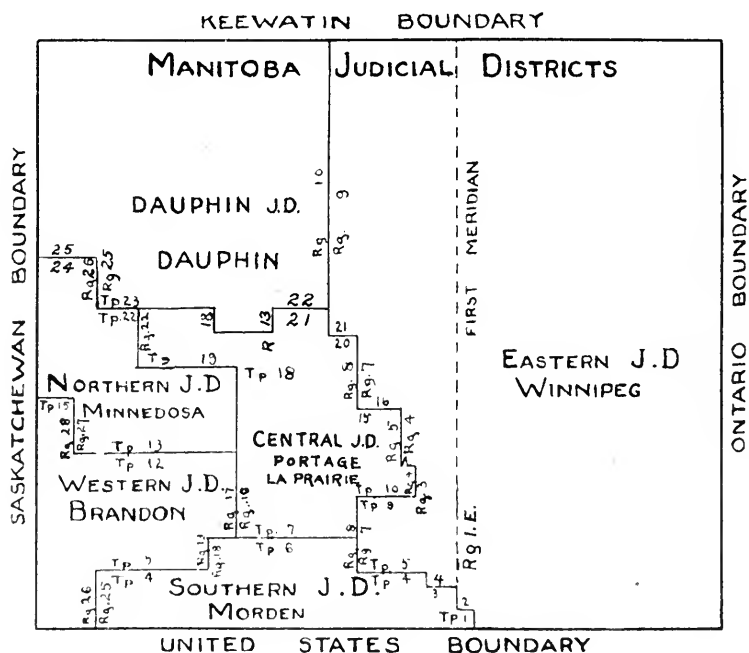 KEEWATIN BOUNDARY
MANITOBA JUDICIAL DISTRICTS
SASKATCHEWAN BOUNDARY
ONTARIO BOUNDARY
FIRST MERIDIAN
10
9
Rg
Rg.
DAUPHIN J.D.
DAUPHIN
25
24
Rg.26
Rg.25
Tp.23
Tp.22
Rg.22
18
13
R
22
21
21
20
19
Tp 18
Rg. 8
Rg. 7
EASTERN J.D
WINNIPEG
NORTHERN J.D
MINNEDOSA
Tp 15
Rg.28
Rg.27
16
15
Rg 5
Rg 4
CENTRAL J.D.
PORTAGE
LA PRAIRIE
Tp 13
Tp 12
WESTERN J.D.
BRANDON
Rg.17
Rg.16
Tp 10
Tp 9
Rg.3
Tp. 7
Tp 6
8
7
Rg
Rg
Rg 1.E.
Tp 5
Tp 4
Tp 5
Tp 4
4
3
2
Tp 1
Rg.26
Rg.25
SOUTHERN J.D.
MORDEN
UNITED STATES BOUNDARY